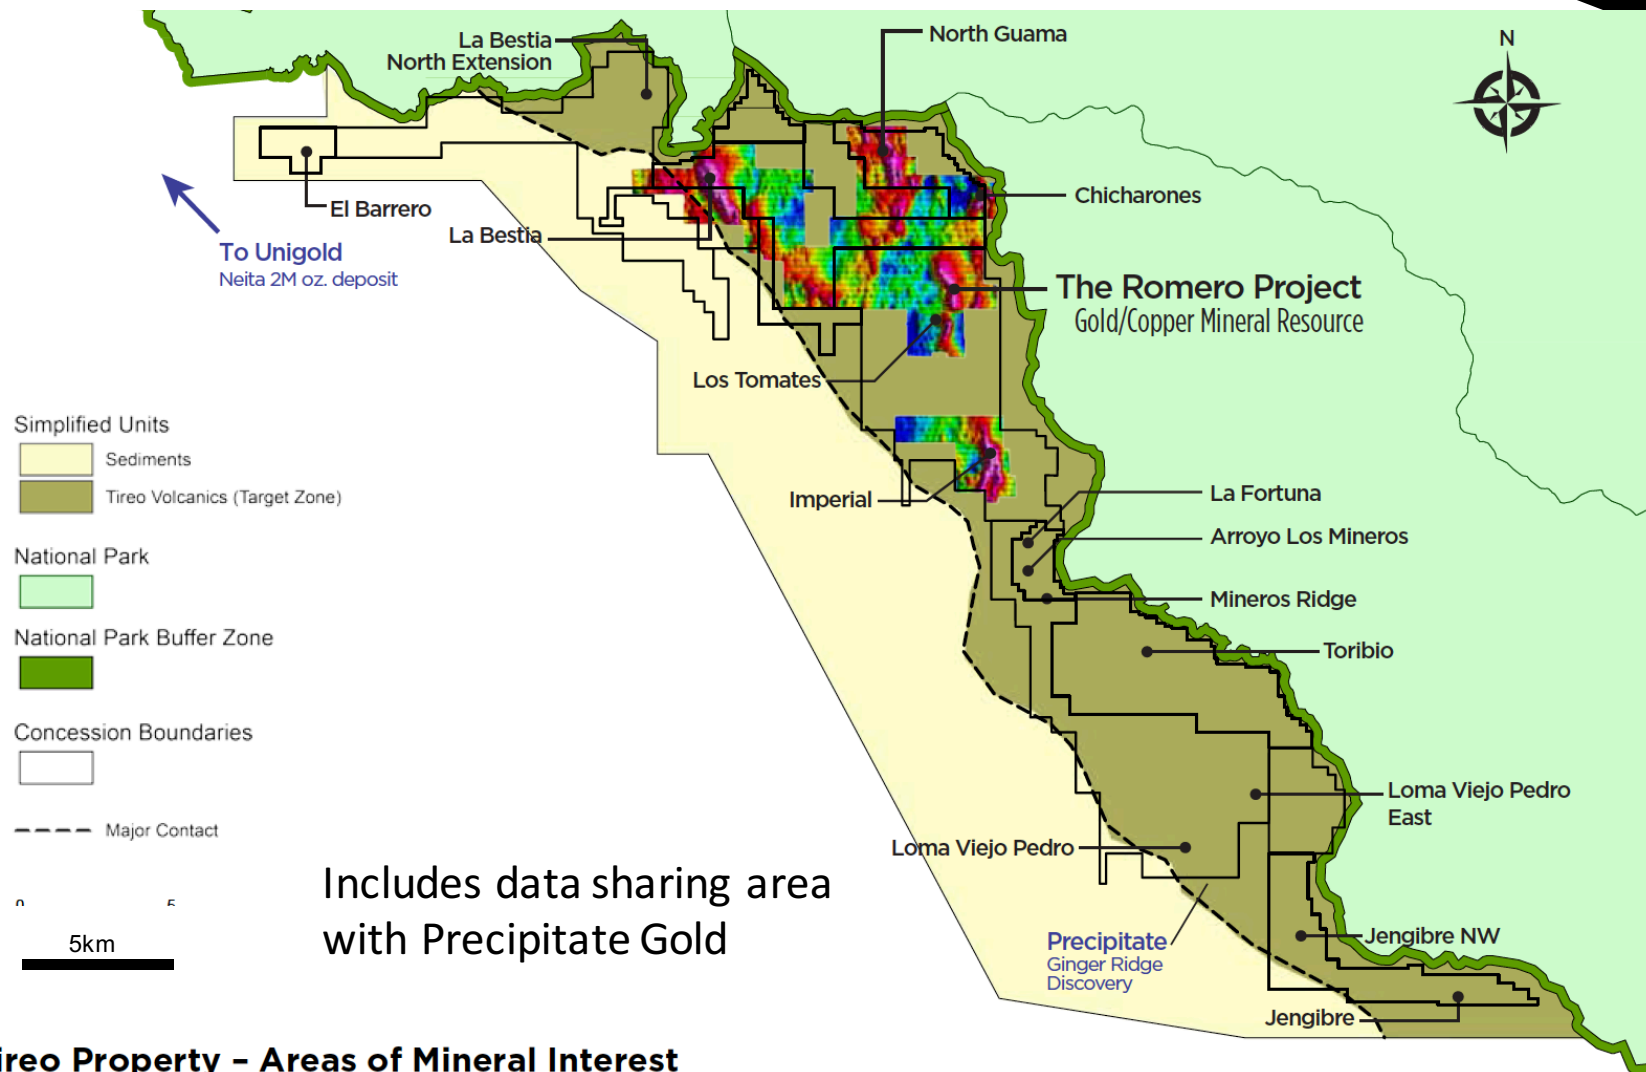 La Bestia
North Extension
North Guama
N
El Barrero
La Bestia
Chicharones
To Unigold
Neita 2M oz. deposit
The Romero Project
Gold/Copper Mineral Resource
Los Tomates
Simplified Units
Sediments
Tireo Volcanics (Target Zone)
Imperial
La Fortuna
Arroyo Los Mineros
National Park
Mineros Ridge
National Park Buffer Zone
Toribio
Concession Boundaries
Loma Viejo Pedro
East
Major Contact
Loma Viejo Pedro
Includes data sharing area
with Precipitate Gold
0 5
5km
Precipitate
Ginger Ridge
Discovery
Jengibre NW
Jengibre
ireo Property – Areas of Mineral Interest